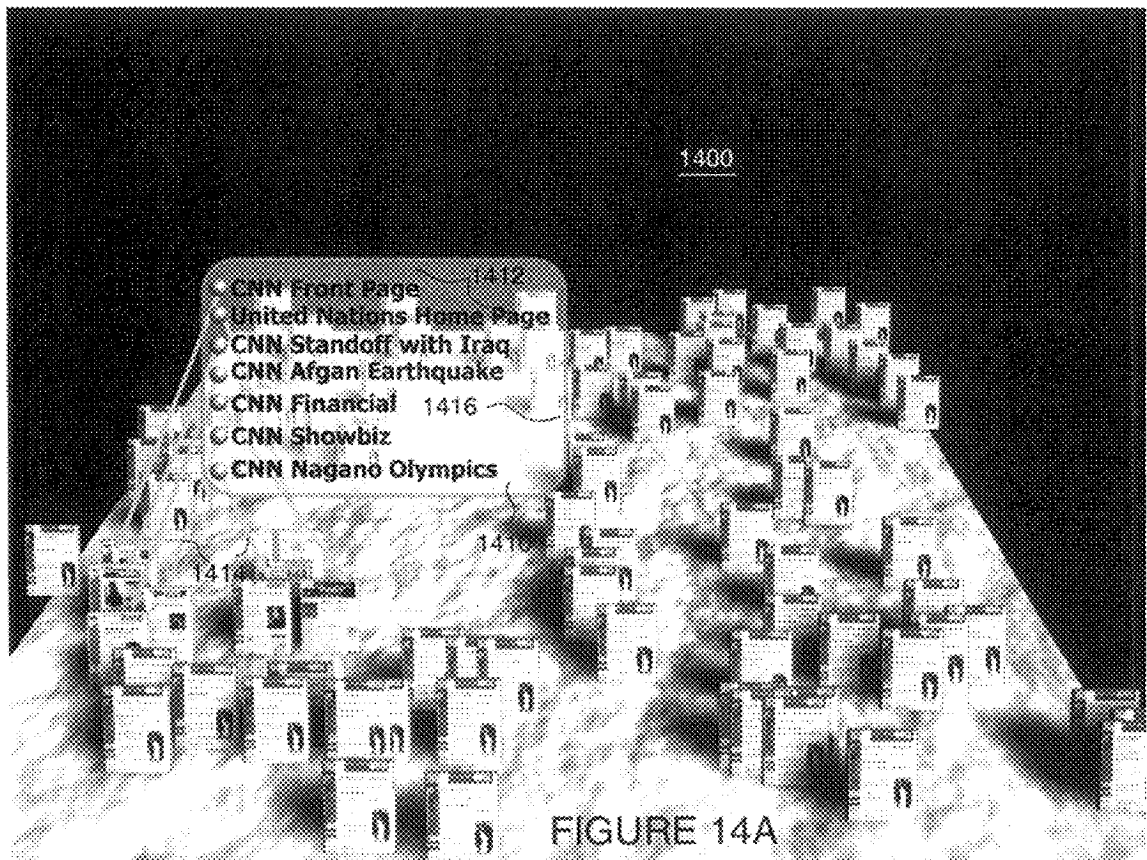 1400
1412
CNN Front Page
United Nations Home Page
CNN Standoff with Iraq
CNN Afgan Earthquake
CNN Financial
1416
CNN Showbiz
CNN Nagano Olympics
1414
FIGURE 14A